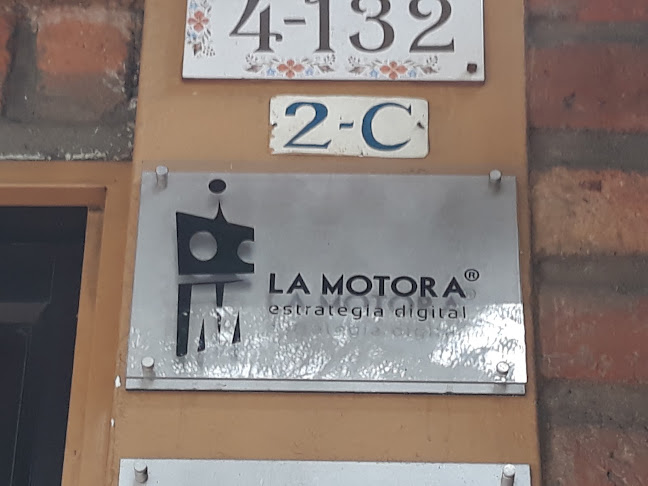 4-132
2-C
LA MOTORA®
estrategia digital